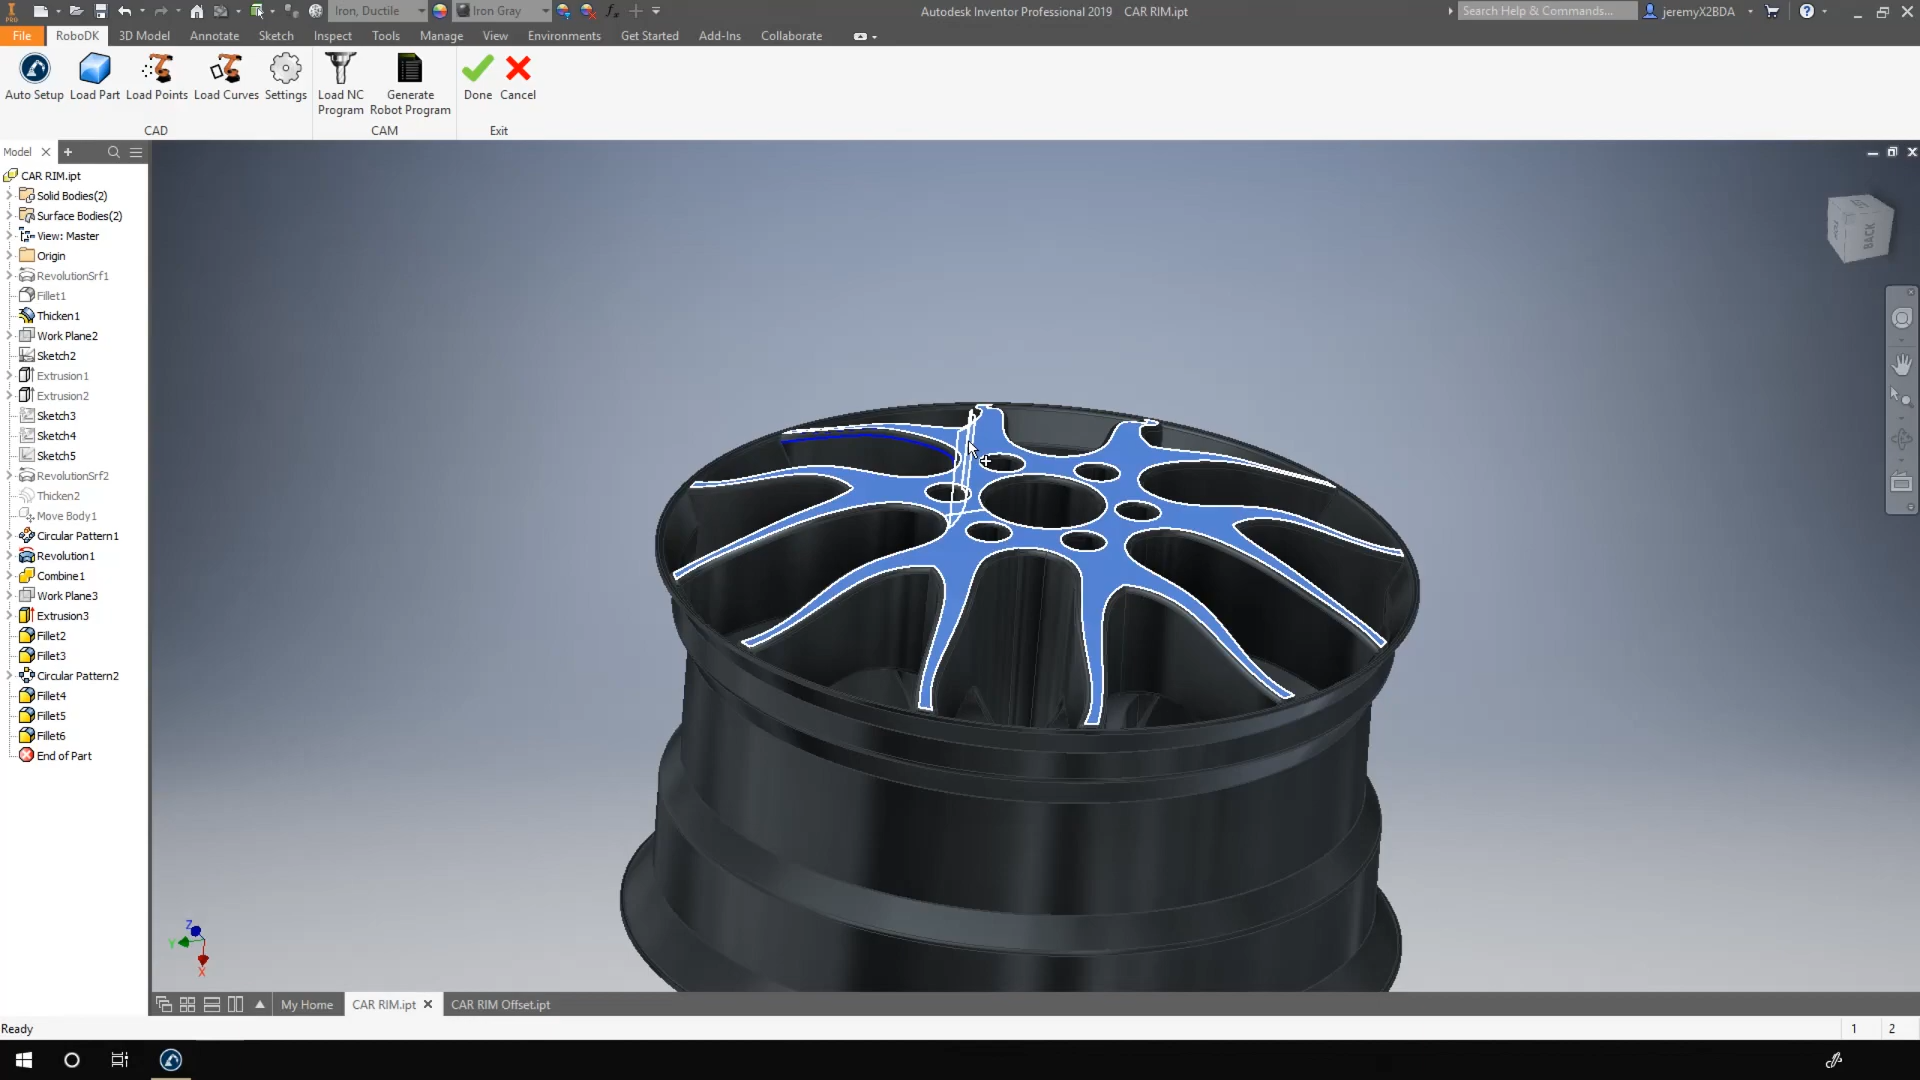 Iron, Ductile
Iron Gray
Autodesk Inventor Professional 2019 CAR RIM.ipt
Search Help & Commands...
jeremyX2BDA
PRO
File
RoboDK
3D Model
Annotate
Sketch
Inspect
Tools
Manage
View
Environments
Get Started
Add-Ins
Collaborate
Auto Setup
Load Part
Load Points
Load Curves
Settings
Load NC
Program
Generate
Robot Program
Done
Cancel
CAD
CAM
Exit
Model
CAR RIM.ipt
Solid Bodies(2)
Surface Bodies(2)
View: Master
Origin
RevolutionSrf1
Fillet1
Thicken1
Work Plane2
Sketch2
Extrusion1
Extrusion2
Sketch3
Sketch4
Sketch5
RevolutionSrf2
Thicken2
Move Body1
Circular Pattern1
Revolution1
Combine1
Work Plane3
Extrusion3
Fillet2
Fillet3
Circular Pattern2
Fillet4
Fillet5
Fillet6
End of Part
BACK
Z
Y
X
My Home
CAR RIM.ipt
CAR RIM Offset.ipt
Ready
1
2